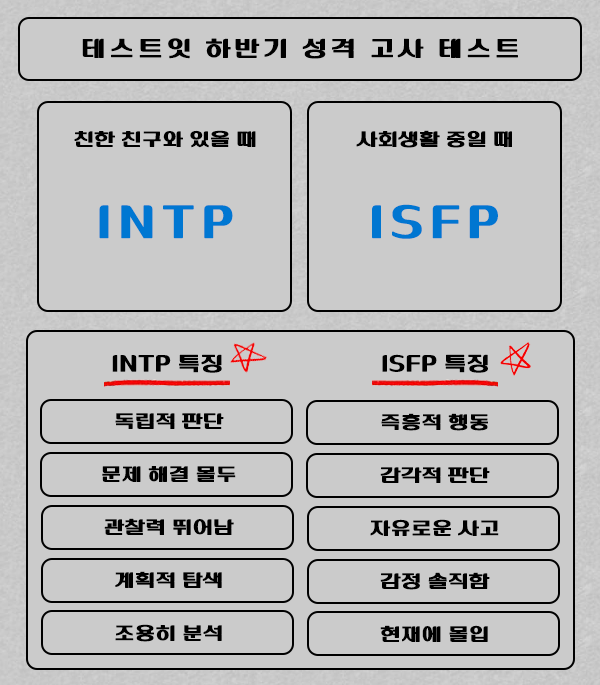 테스트잇 하반기 성격 고사 테스트
친한 친구와 있을 때
사회생활 중일 때
INTP
ISFP
INTP 특징
ISFP 특징
독립적 판단
즉흥적 행동
문제 해결 몰두
감각적 판단
관찰력 뛰어남
자유로운 사고
계획적 탐색
감정 솔직함
조용히 분석
현재에 몰입